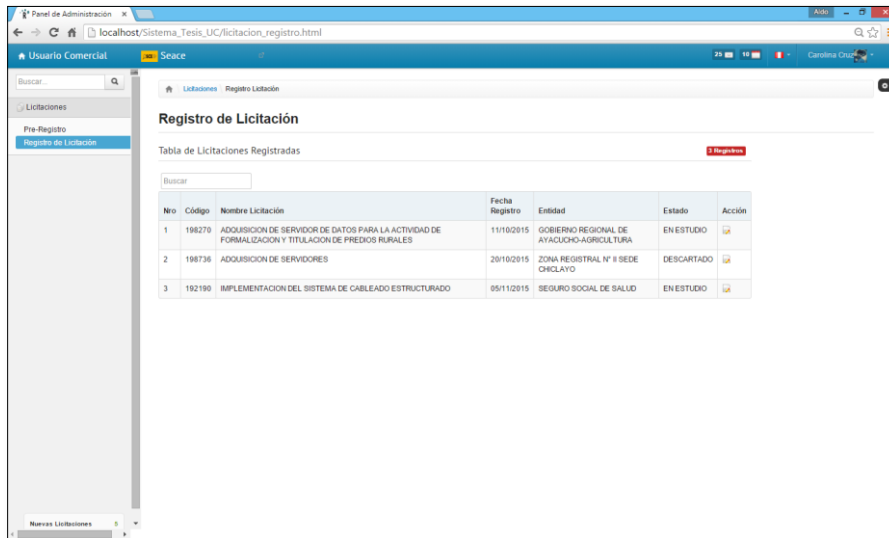 Panel de Administración
Aldo
localhost/Sistema_Tesis_UC/licitacion_registro.html
Usuario Comercial
Seace
25
10
Carolina Cruz
Buscar...
Licitaciones
Pre-Registro
Registro de Licitación
Licitaciones Registro Licitación
Registro de Licitación
Tabla de Licitaciones Registradas
3 Registros
Buscar
Nro Código Nombre Licitación Fecha Registro Entidad Estado Acción
1 198270 ADQUISICION DE SERVIDOR DE DATOS PARA LA ACTIVIDAD DE FORMALIZACION Y TITULACION DE PREDIOS RURALES 11/10/2015 GOBIERNO REGIONAL DE AYACUCHO-AGRICULTURA EN ESTUDIO
2 198736 ADQUISICION DE SERVIDORES 20/10/2015 ZONA REGISTRAL N° II SEDE CHICLAYO DESCARTADO
3 192190 IMPLEMENTACION DEL SISTEMA DE CABLEADO ESTRUCTURADO 05/11/2015 SEGURO SOCIAL DE SALUD EN ESTUDIO
Nuevas Licitaciones